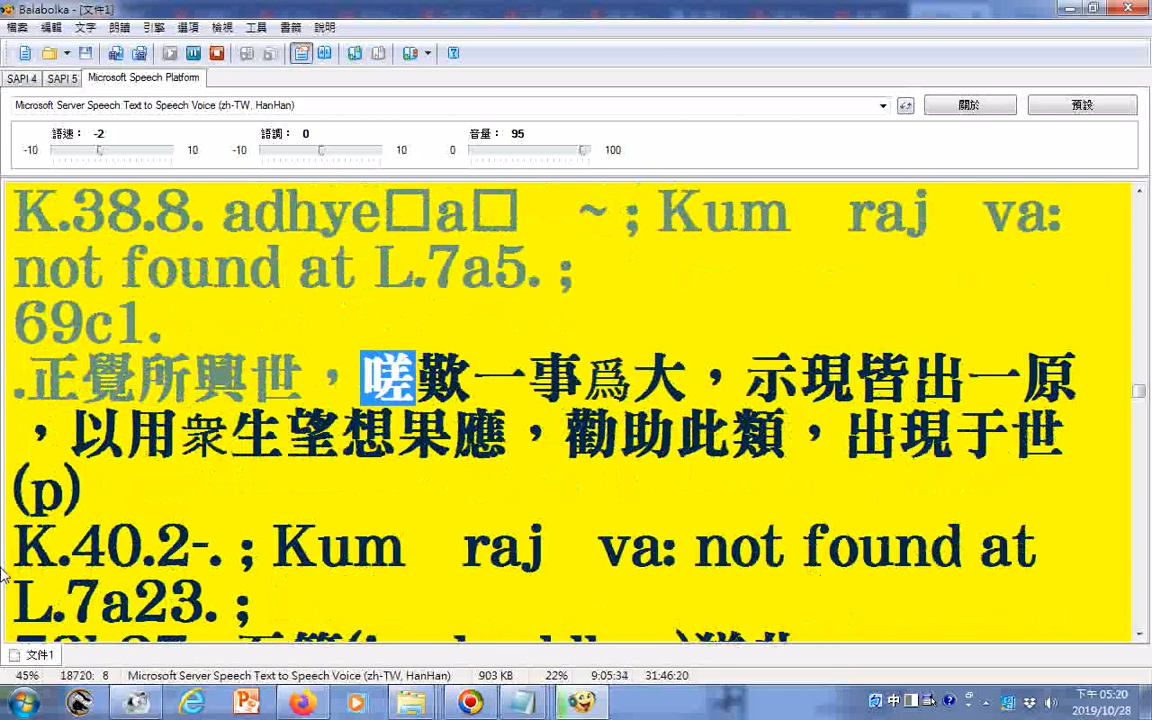 Balabolka - [文件1]
檔案 編輯 文字 朗讀 引擎 選項 檢視 工具 書籤 說明
SAPI 4 SAPI 5 Microsoft Speech Platform
Microsoft Server Speech Text to Speech Voice (zh-TW, HanHan) 關於 預設
語速： -2 語調： 0 音量： 95
-10 10 -10 10 0 100
K.38.8. adhye□a□ ~ ; Kum raj va:
not found at L.7a5. ;
69c1.
.正覺所興世，嗟歎一事爲大，示現皆出一原
，以用衆生望想果應，勸助此類，出現于世
(p)
K.40.2-. ; Kum raj va: not found at
L.7a23. ;
文件1
45% 18720: 8 Microsoft Server Speech Text to Speech Voice (zh-TW, HanHan) 903 KB 22% 9:05:34 31:46:20
中 下午 05:20
2019/10/28